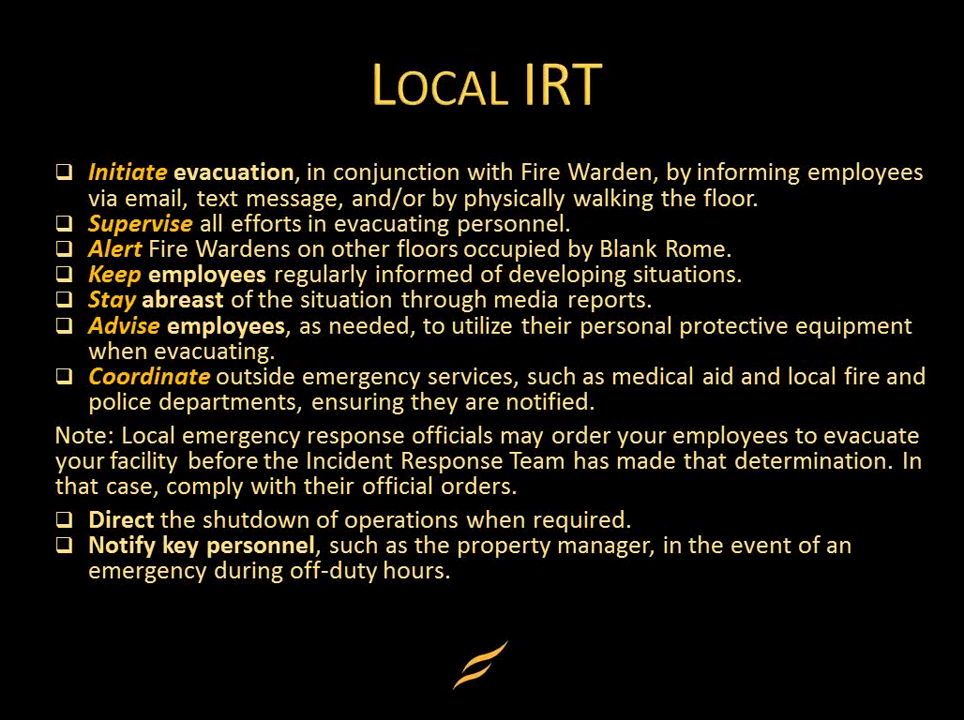 LOCAL IRT
❑ Initiate evacuation, in conjunction with Fire Warden, by informing employees
via email, text message, and/or by physically walking the floor.
❑ Supervise all efforts in evacuating personnel.
❑ Alert Fire Wardens on other floors occupied by Blank Rome.
❑ Keep employees regularly informed of developing situations.
❑ Stay abreast of the situation through media reports.
❑ Advise employees, as needed, to utilize their personal protective equipment
when evacuating.
❑ Coordinate outside emergency services, such as medical aid and local fire and
police departments, ensuring they are notified.
Note: Local emergency response officials may order your employees to evacuate
your facility before the Incident Response Team has made that determination. In
that case, comply with their official orders.
❑ Direct the shutdown of operations when required.
❑ Notify key personnel, such as the property manager, in the event of an
emergency during off-duty hours.